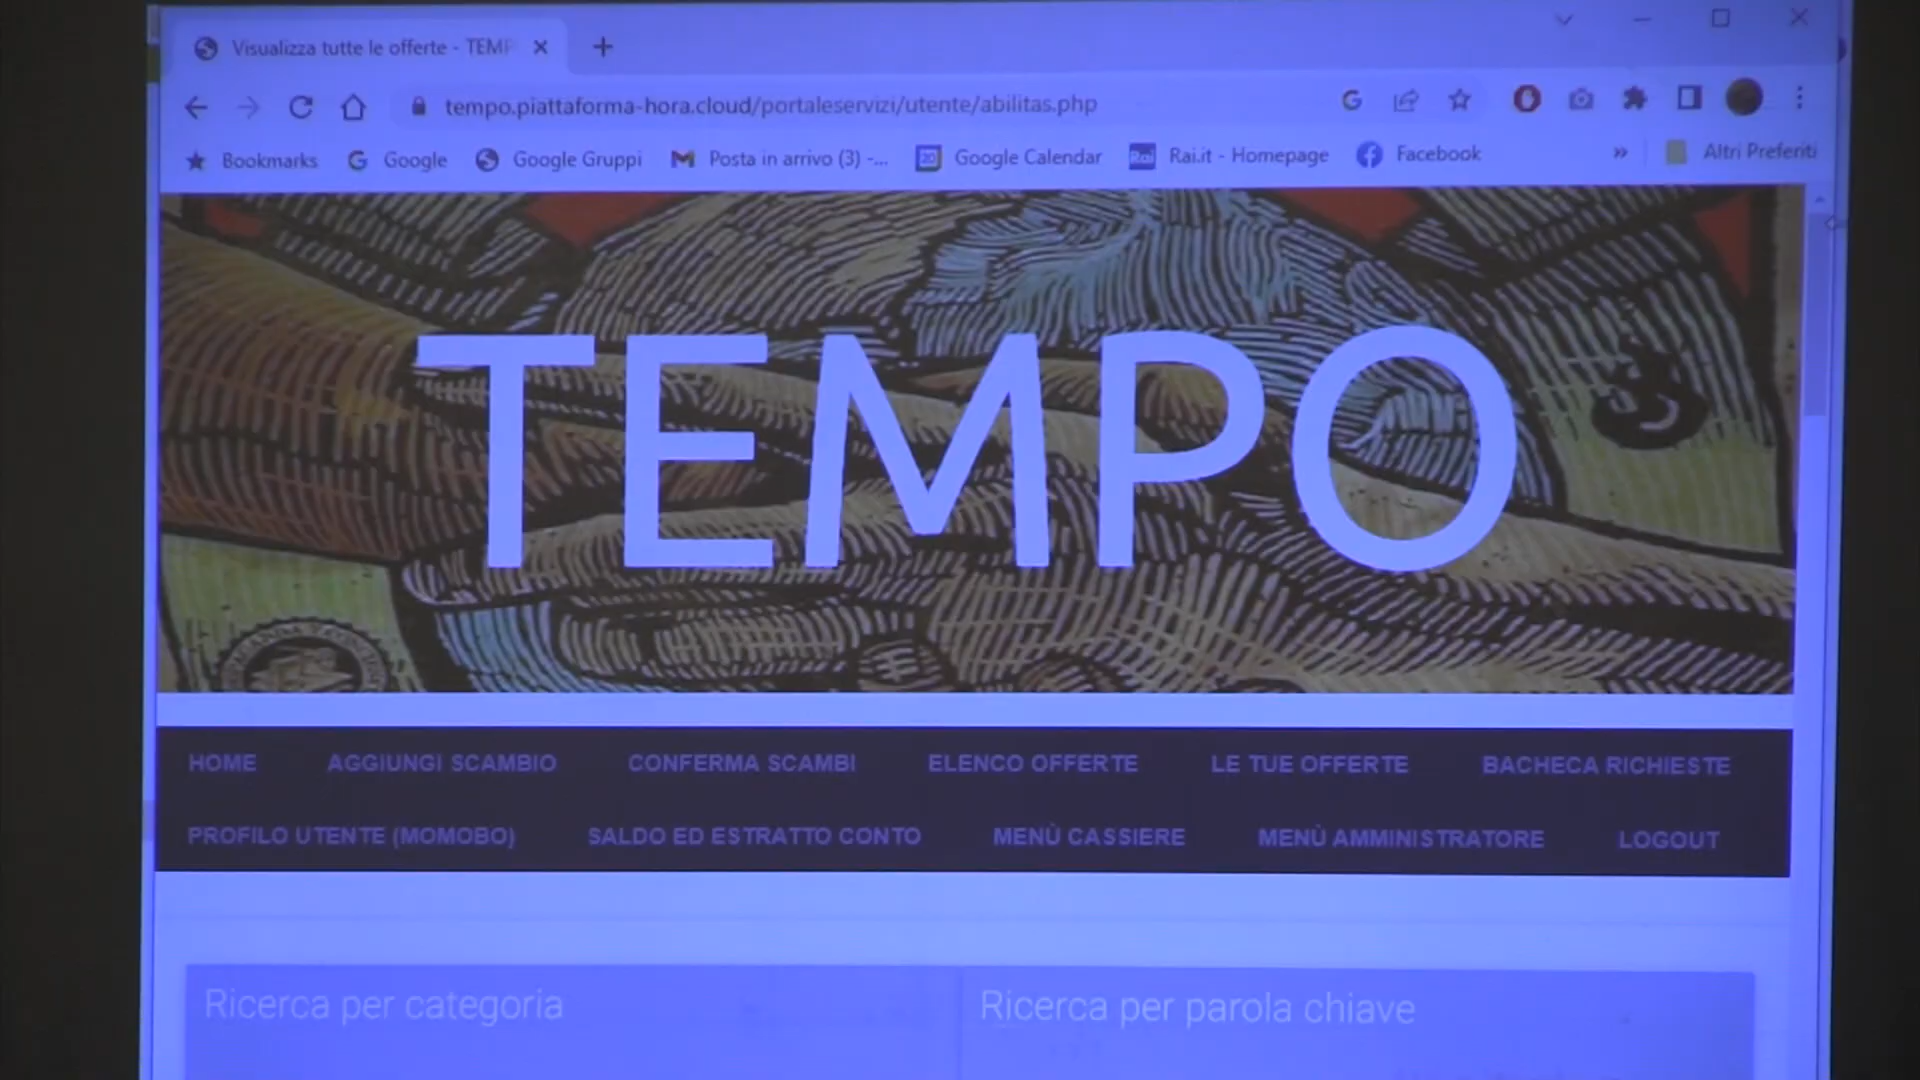 Visualizza tutte le offerte - TEMP
tempo.piattaforma-hora.cloud/portaleservizi/utente/abilitas.php
Bookmarks Google Google Gruppi Posta in arrivo (3) -... 20 Google Calendar Rai Rai.it - Homepage Facebook » Altri Preferiti
TEMPO
HOME AGGIUNGI SCAMBIO CONFERMA SCAMBI ELENCO OFFERTE LE TUE OFFERTE BACHECA RICHIESTE
PROFILO UTENTE (MOMOBO) SALDO ED ESTRATTO CONTO MENÙ CASSIERE MENÙ AMMINISTRATORE LOGOUT
Ricerca per categoria Ricerca per parola chiave